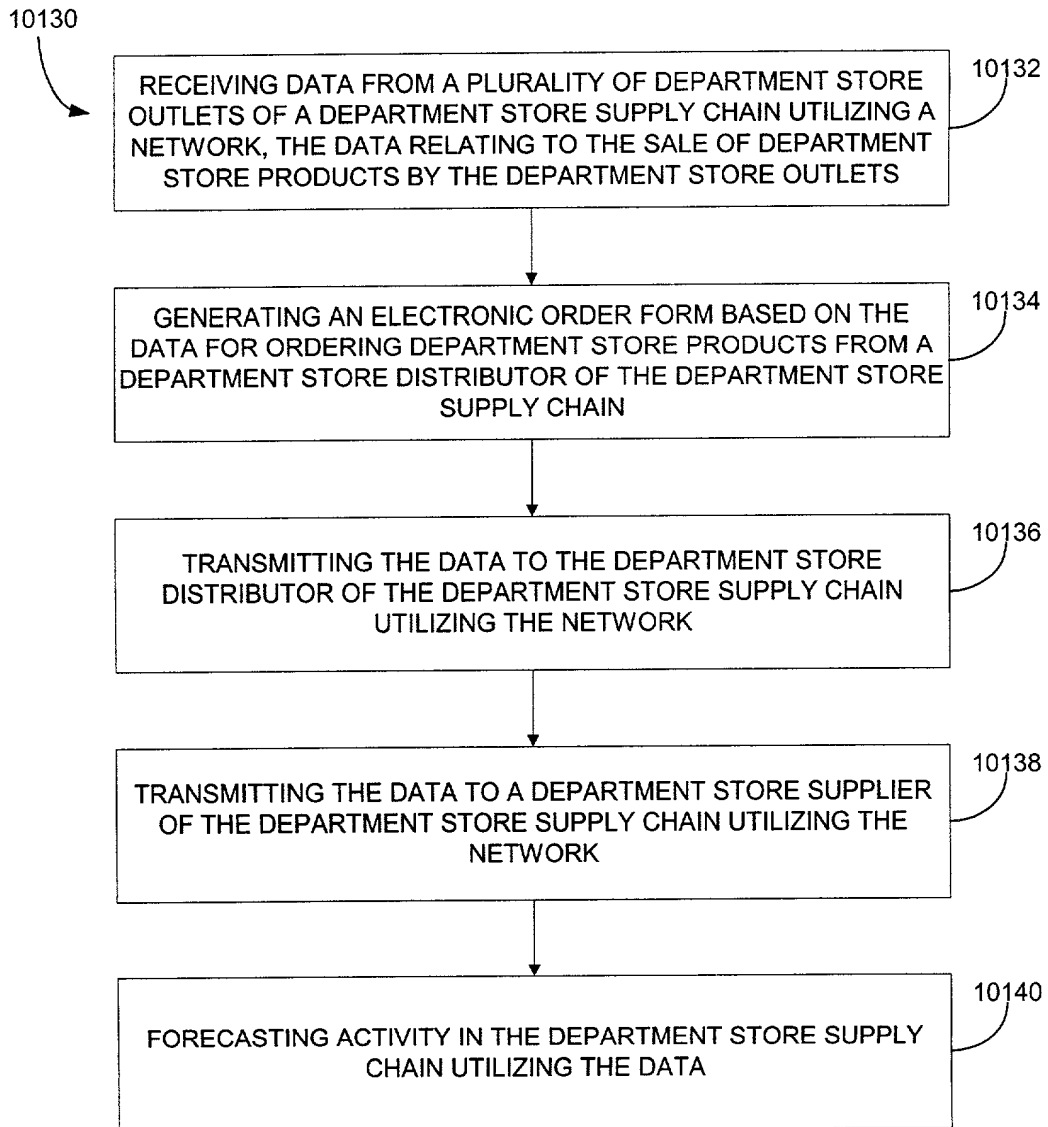 10130
RECEIVING DATA FROM A PLURALITY OF DEPARTMENT STORE
OUTLETS OF A DEPARTMENT STORE SUPPLY CHAIN UTILIZING A
NETWORK, THE DATA RELATING TO THE SALE OF DEPARTMENT
STORE PRODUCTS BY THE DEPARTMENT STORE OUTLETS
10132
GENERATING AN ELECTRONIC ORDER FORM BASED ON THE
DATA FOR ORDERING DEPARTMENT STORE PRODUCTS FROM A
DEPARTMENT STORE DISTRIBUTOR OF THE DEPARTMENT STORE
SUPPLY CHAIN
10134
TRANSMITTING THE DATA TO THE DEPARTMENT STORE
DISTRIBUTOR OF THE DEPARTMENT STORE SUPPLY CHAIN
UTILIZING THE NETWORK
10136
TRANSMITTING THE DATA TO A DEPARTMENT STORE SUPPLIER
OF THE DEPARTMENT STORE SUPPLY CHAIN UTILIZING THE
NETWORK
10138
FORECASTING ACTIVITY IN THE DEPARTMENT STORE SUPPLY
CHAIN UTILIZING THE DATA
10140